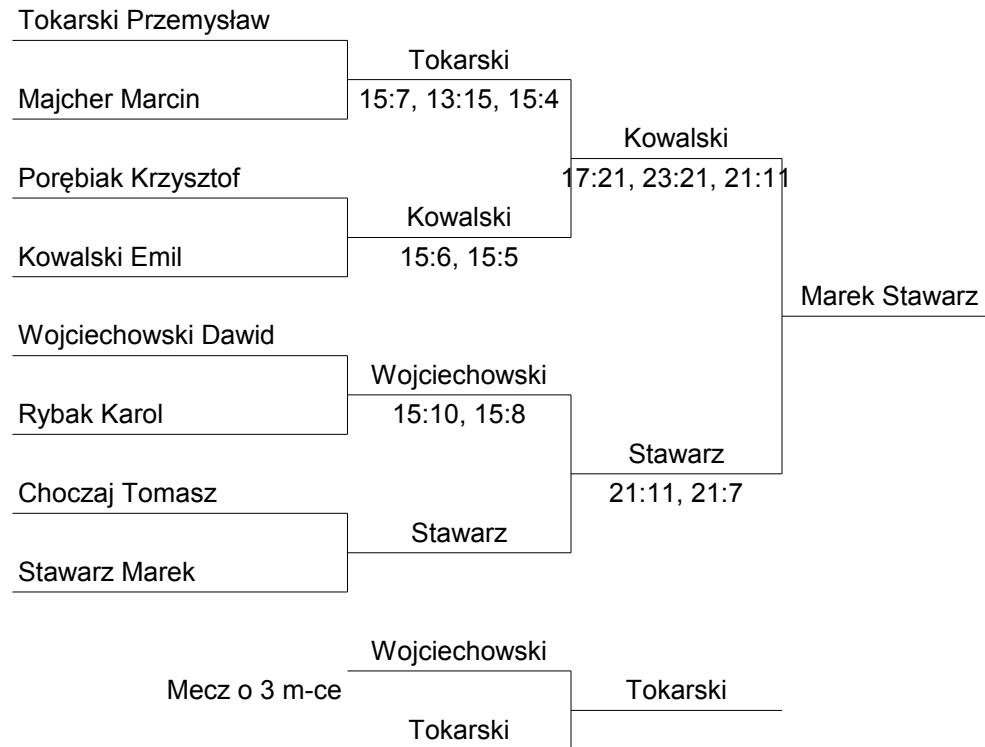 Tokarski Przemysław
Tokarski
Majcher Marcin
15:7, 13:15, 15:4
Kowalski
Porębiak Krzysztof
17:21, 23:21, 21:11
Kowalski
Kowalski Emil
15:6, 15:5
Marek Stawarz
Wojciechowski Dawid
Wojciechowski
Rybak Karol
15:10, 15:8
Stawarz
Choczaj Tomasz
21:11, 21:7
Stawarz
Stawarz Marek
Wojciechowski
Mecz o 3 m-ce
Tokarski
Tokarski